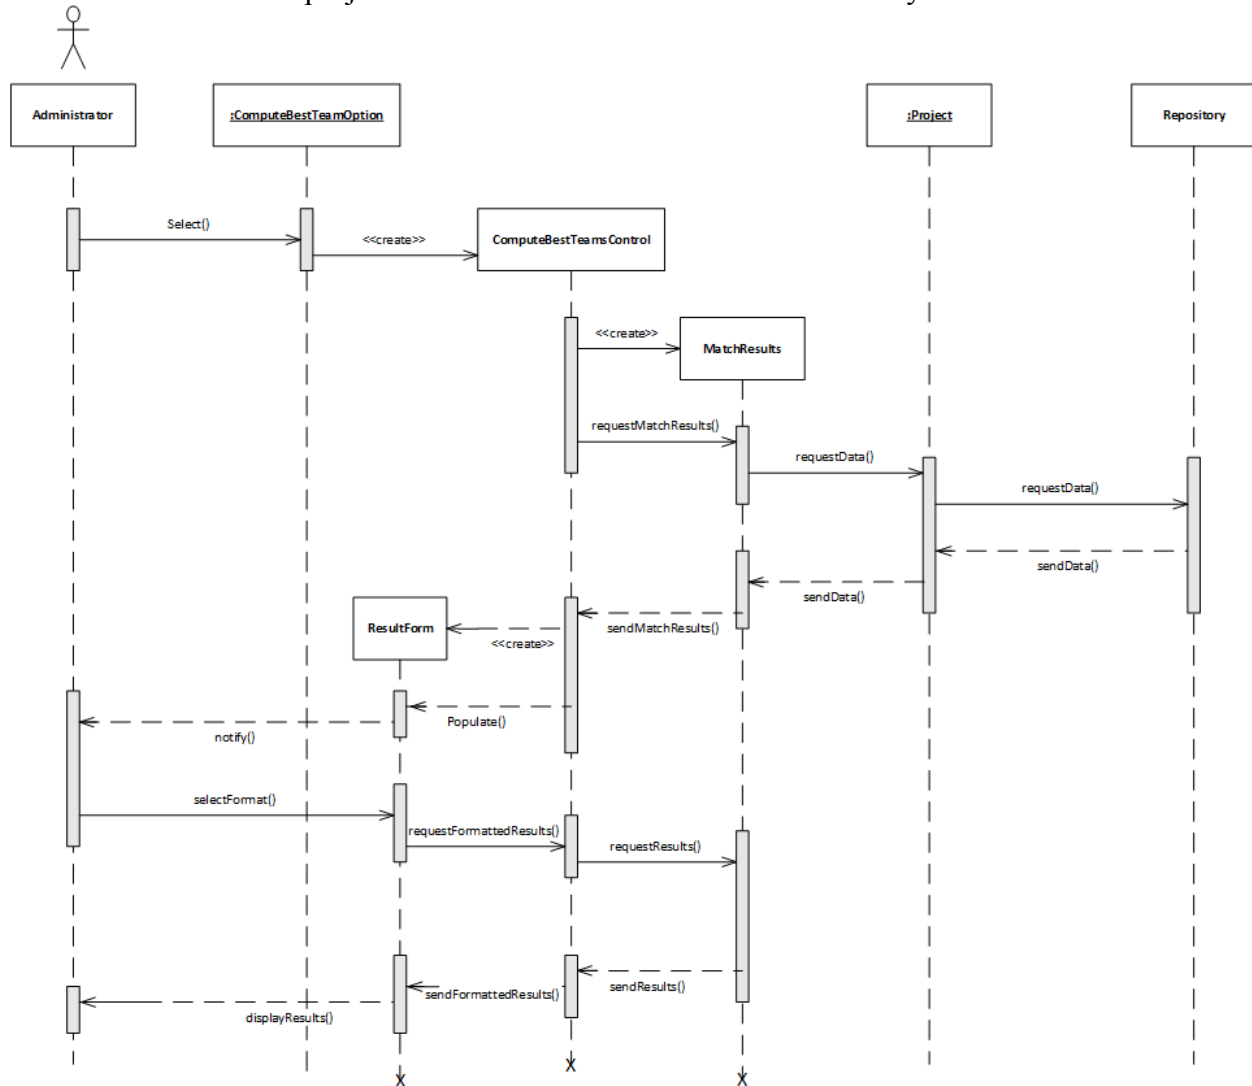 Administrator
:ComputeBestTeamOption
:Project
Repository
Select()
<<create>>
ComputeBestTeamsControl
<<create>>
MatchResults
requestMatchResults()
requestData()
requestData()
sendData()
sendData()
ResultForm
sendMatchResults()
<<create>>
Populate()
notify()
selectFormat()
requestFormattedResults()
requestResults()
sendResults()
sendFormattedResults()
displayResults()
X
X
X